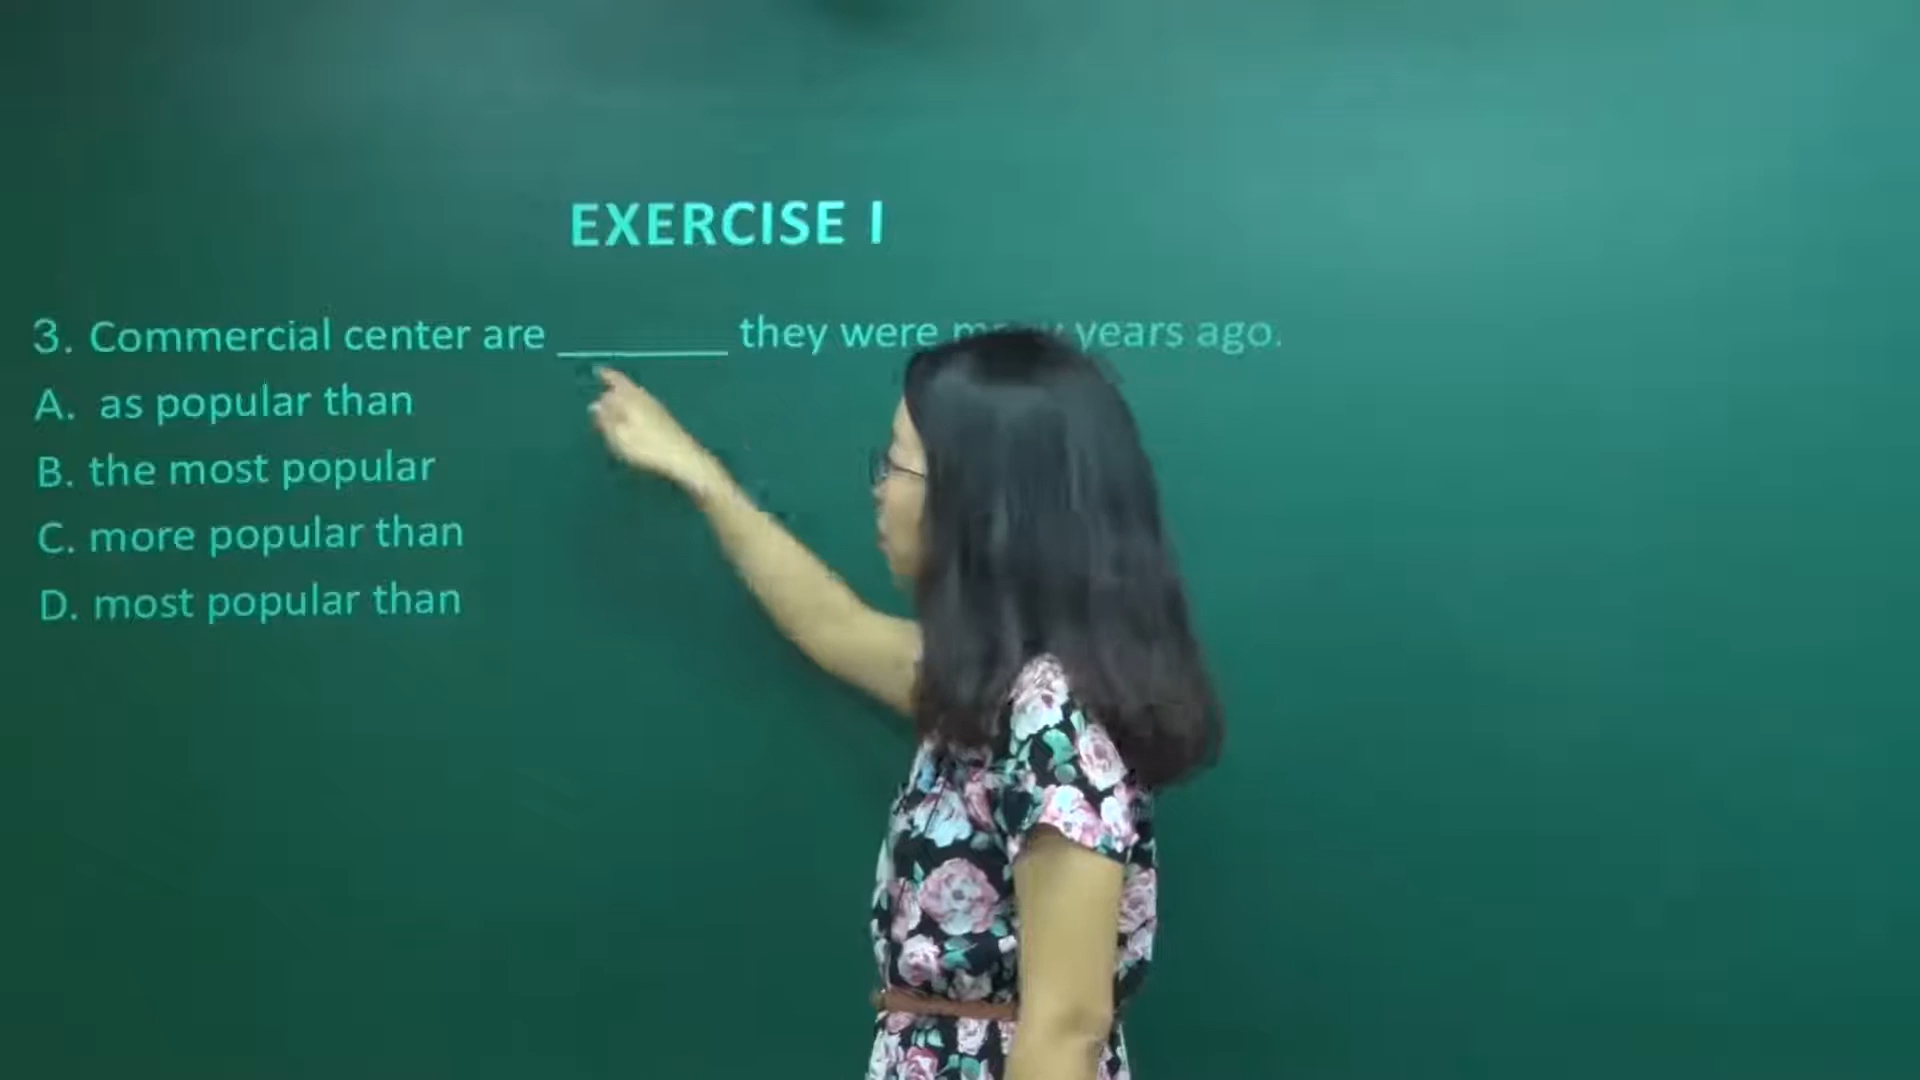 EXERCISE I
3. Commercial center are ________ they were many years ago.
A. as popular than
B. the most popular
C. more popular than
D. most popular than